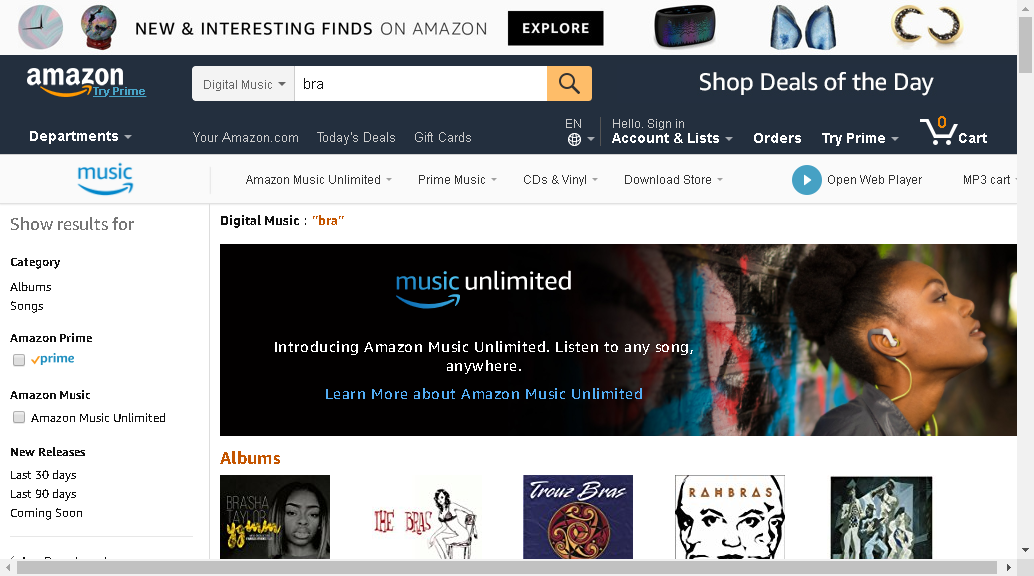 NEW & INTERESTING FINDS ON AMAZON
EXPLORE
amazon
Try Prime
Digital Music
bra
Shop Deals of the Day
Departments
Your Amazon.com
Today's Deals
Gift Cards
EN
Hello. Sign in
Account & Lists
Orders
Try Prime
0
Cart
music
Amazon Music Unlimited
Prime Music
CDs & Vinyl
Download Store
Open Web Player
MP3 cart
Show results for
Category
Albums
Songs
Amazon Prime
prime
Amazon Music
Amazon Music Unlimited
New Releases
Last 30 days
Last 90 days
Coming Soon
Digital Music : "bra"
music unlimited
Introducing Amazon Music Unlimited. Listen to any song,
anywhere.
Learn More about Amazon Music Unlimited
Albums
BRA'SHA
TAYLOR
THE BRAS
Trouz Bras
RAHBRAS